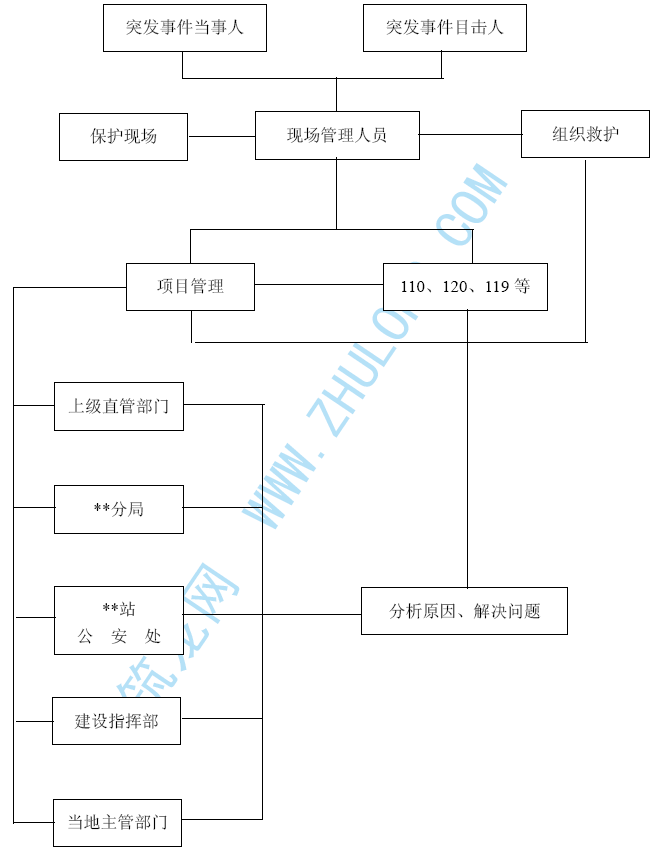 突发事件当事人
突发事件目击人
保护现场
现场管理人员
组织救护
项目管理
110、120、119 等
上级直管部门
**分局
**站
公 安 处
分析原因、解决问题
建设指挥部
当地主管部门
筑龙网 WWW.ZHULONG.COM